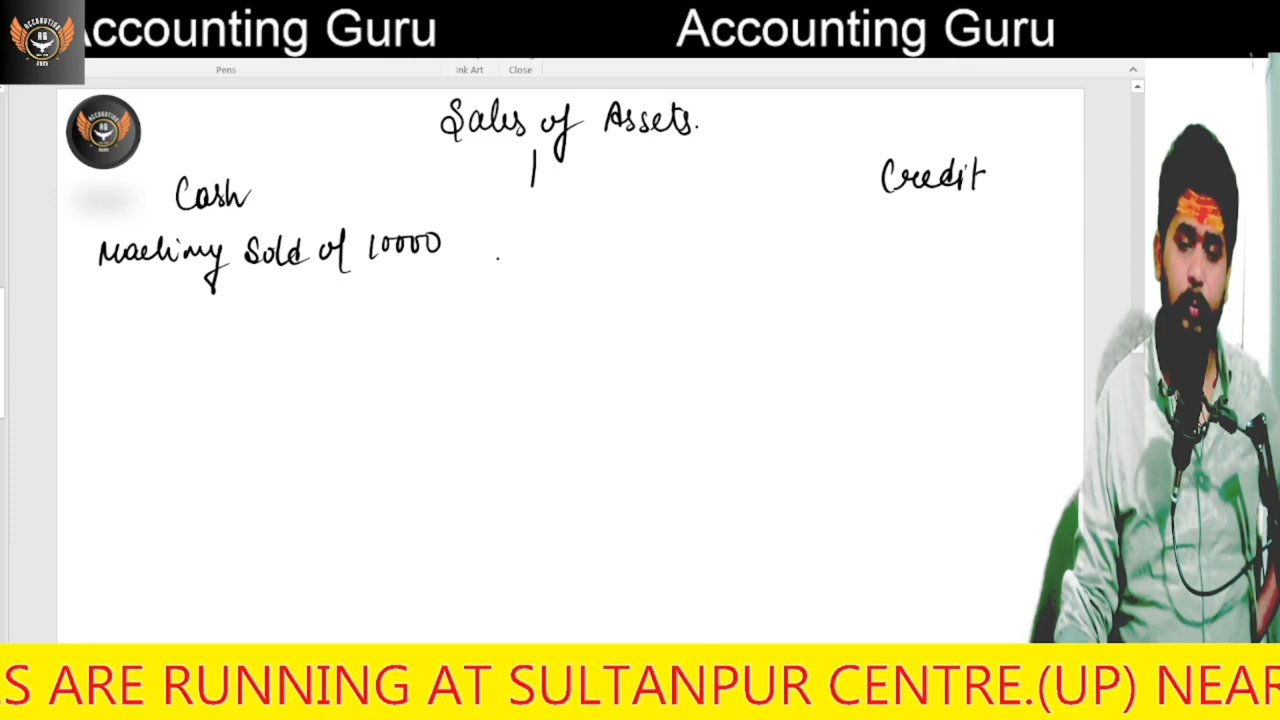 Accounting Guru
Accounting Guru
Pens
Ink Art
Close
Sales of Assets.
Cash
Credit
Machinery Sold of 10000
S ARE RUNNING AT SULTANPUR CENTRE.(UP) NEAR